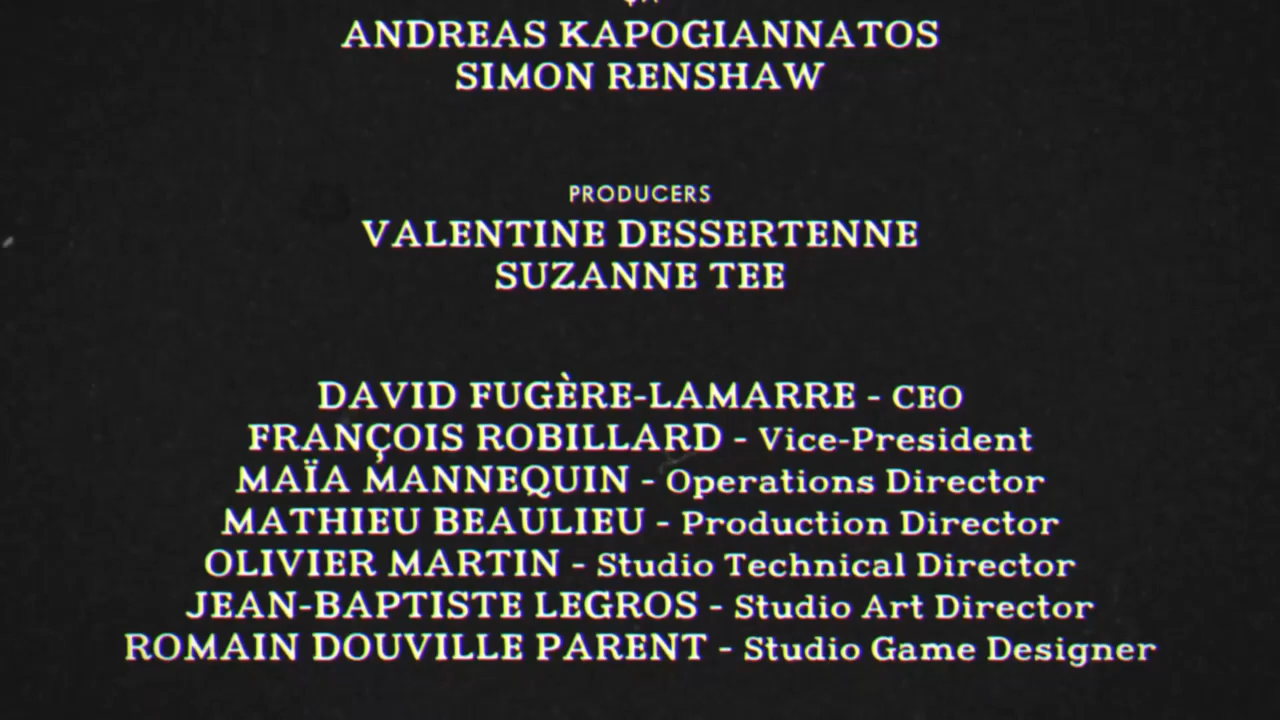 ANDREAS KAPOGIANNATOS
SIMON RENSHAW
PRODUCERS
VALENTINE DESSERTENNE
SUZANNE TEE
DAVID FUGÈRE-LAMARRE - CEO
FRANÇOIS ROBILLARD - Vice-President
MAÏA MANNEQUIN - Operations Director
MATHIEU BEAULIEU - Production Director
OLIVIER MARTIN - Studio Technical Director
JEAN-BAPTISTE LEGROS - Studio Art Director
ROMAIN DOUVILLE PARENT - Studio Game Designer